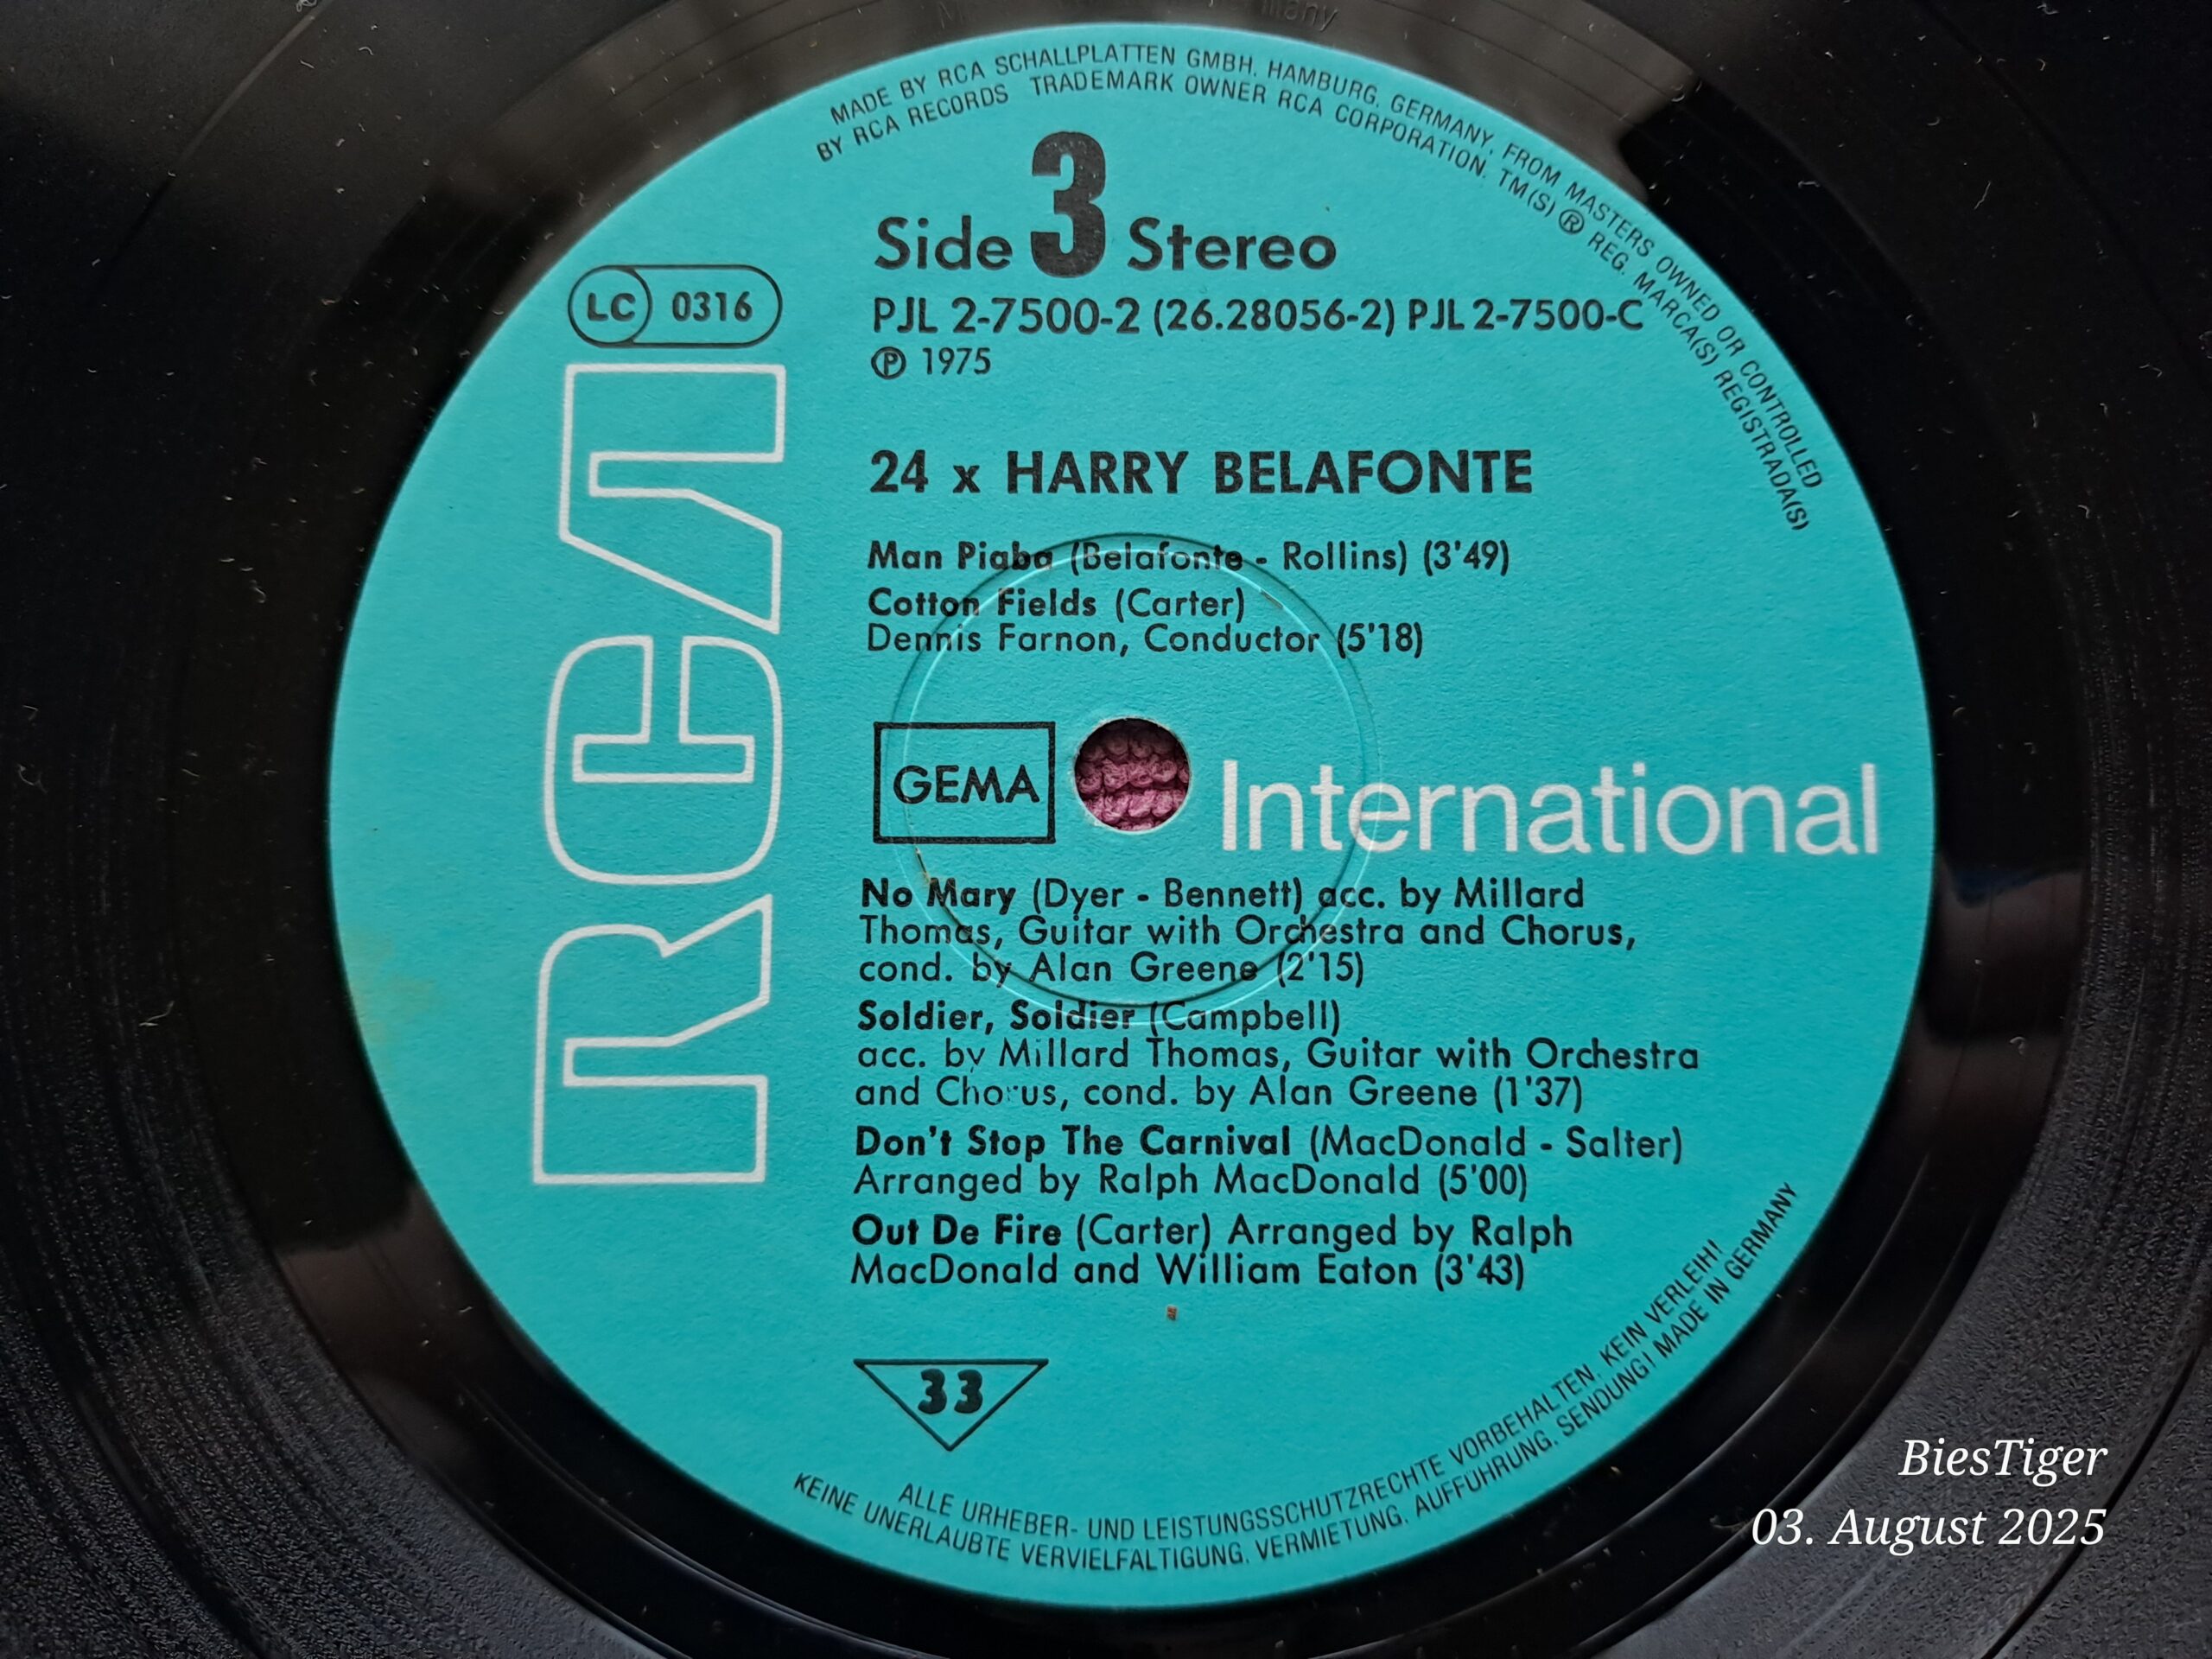 MADE BY RCA SCHALLPLATTEN GMBH. HAMBURG, GERMANY. FROM MASTERS OWNED OR CONTROLLED
BY RCA RECORDS TRADEMARK OWNER RCA CORPORATION. TM(S) ® REG. MARCA(S) REGISTRADA(S)
Side 3 Stereo
LC 0316
PJL 2-7500-2 (26.28056-2) PJL 2-7500-C
℗ 1975
RCA
24 x HARRY BELAFONTE
Man Piaba (Belafonte - Rollins) (3'49)
Cotton Fields (Carter)
Dennis Farnon, Conductor (5'18)
GEMA
International
No Mary (Dyer - Bennett) acc. by Millard
Thomas, Guitar with Orchestra and Chorus,
cond. by Alan Greene (2'15)
Soldier, Soldier (Campbell)
acc. by Millard Thomas, Guitar with Orchestra
and Chorus, cond. by Alan Greene (1'37)
Don't Stop The Carnival (MacDonald - Salter)
Arranged by Ralph MacDonald (5'00)
Out De Fire (Carter) Arranged by Ralph
MacDonald and William Eaton (3'43)
33
ALLE URHEBER- UND LEISTUNGSSCHUTZRECHTE VORBEHALTEN. KEIN VERLEIH!
KEINE UNERLAUBTE VERVIELFALTIGUNG, VERMIETUNG, AUFFUHRUNG, SENDUNG! MADE IN GERMANY
BiesTiger
03. August 2025